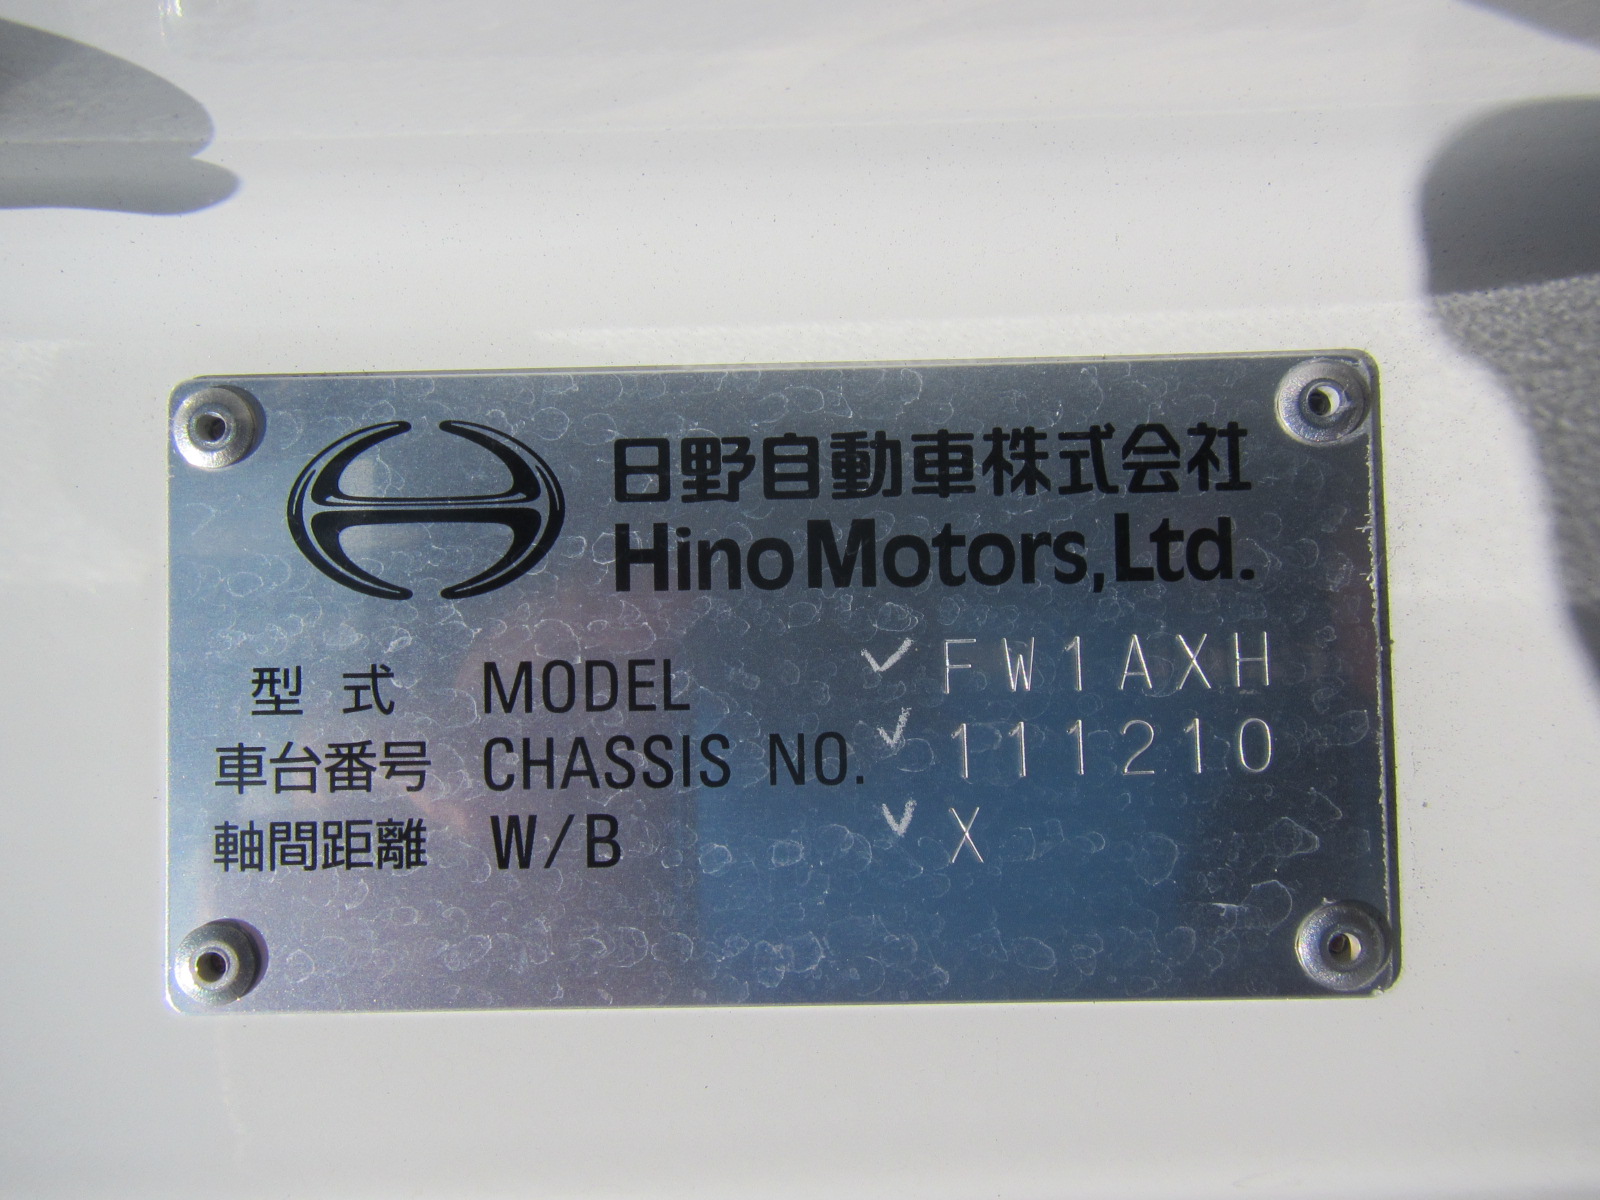 日野自動車株式会社
Hino Motors, Ltd.
型式 MODEL FW1AXH
車台番号 CHASSIS NO. 111210
軸間距離 W/B X